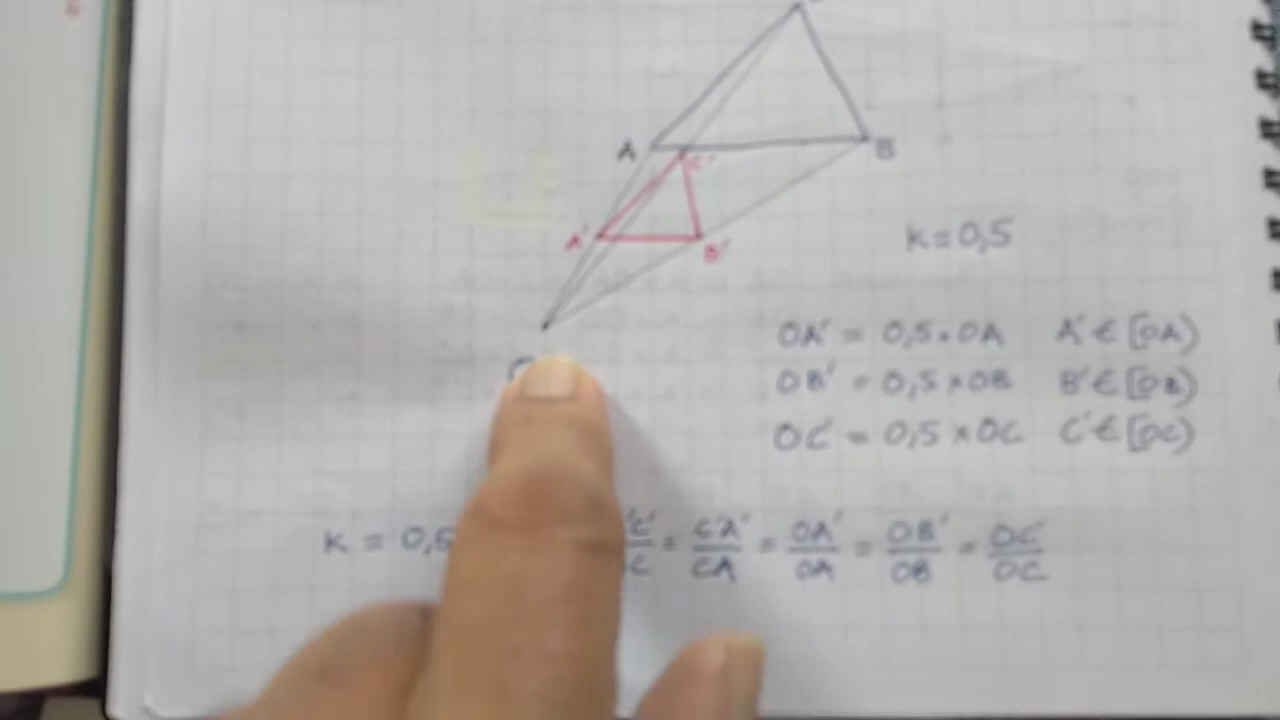 A
B
C'
A'
B'
k=0,5
OA' = 0,5×OA A'∈[OA)
OB' = 0,5×OB B'∈[OB)
OC' = 0,5×OC C'∈[OC)
k = 0,5 = C'A'/CA = OA'/OA = OB'/OB = OC'/OC